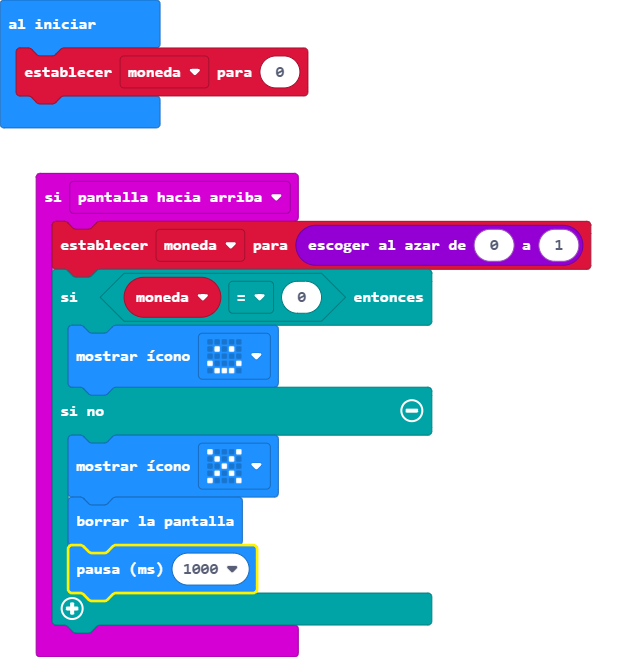 al iniciar
establecer moneda para 0
si pantalla hacia arriba
establecer moneda para escoger al azar de 0 a 1
si moneda = 0 entonces
mostrar ícono
si no
mostrar ícono
borrar la pantalla
pausa (ms) 1000